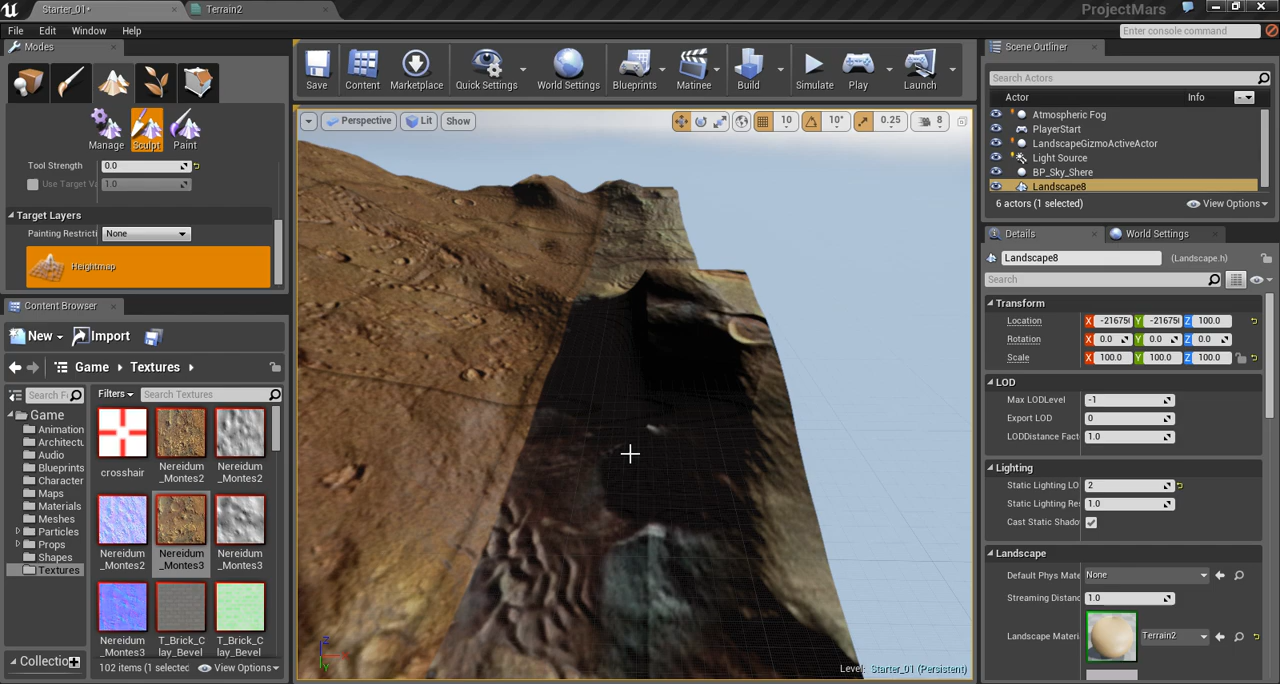 Starter_01*
Terrain2
ProjectMars
File Edit Window Help
Enter console command
Modes
Manage Sculpt Paint
Tool Strength 0.0
Use Target Va 1.0
Target Layers
Painting Restricti None
Heightmap
Save Content Marketplace Quick Settings World Settings Blueprints Matinee Build Simulate Play Launch
Perspective Lit Show
10 10° 0.25 8
Level: Starter_01 (Persistent)
Content Browser
New Import
Game Textures
Search Fi
Filters Search Textures
Game
Animation
Architectu
Audio
Blueprints
Character
Maps
Materials
Meshes
Particles
Props
Shapes
Textures
Collectio
crosshair
Nereidum
_Montes2
Nereidum
_Montes2
Nereidum
_Montes2
Nereidum
_Montes3
Nereidum
_Montes3
Nereidum
_Montes3
T_Brick_C
lay_Bevel
T_Brick_C
lay_Bevel
102 items (1 selected
View Options
Scene Outliner
Search Actors
Actor Info
Atmospheric Fog
PlayerStart
LandscapeGizmoActiveActor
Light Source
BP_Sky_Shere
Landscape8
6 actors (1 selected)
View Options
Details
World Settings
Landscape8 (Landscape.h)
Search
Transform
Location X -21675( Y -21675( Z 100.0
Rotation X 0.0 Y 0.0 Z 0.0
Scale X 100.0 Y 100.0 Z 100.0
LOD
Max LODLevel -1
Export LOD 0
LODDistance Fact 1.0
Lighting
Static Lighting LO 2
Static Lighting Re 1.0
Cast Static Shado
Landscape
Default Phys Mate None
Streaming Distanc 1.0
Landscape Materi Terrain2
X
Y
Z